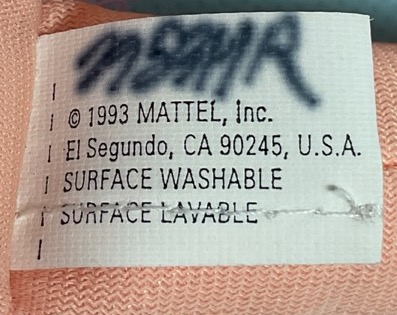 © 1993 MATTEL, Inc.
El Segundo, CA 90245, U.S.A.
SURFACE WASHABLE
SURFACE LAVABLE